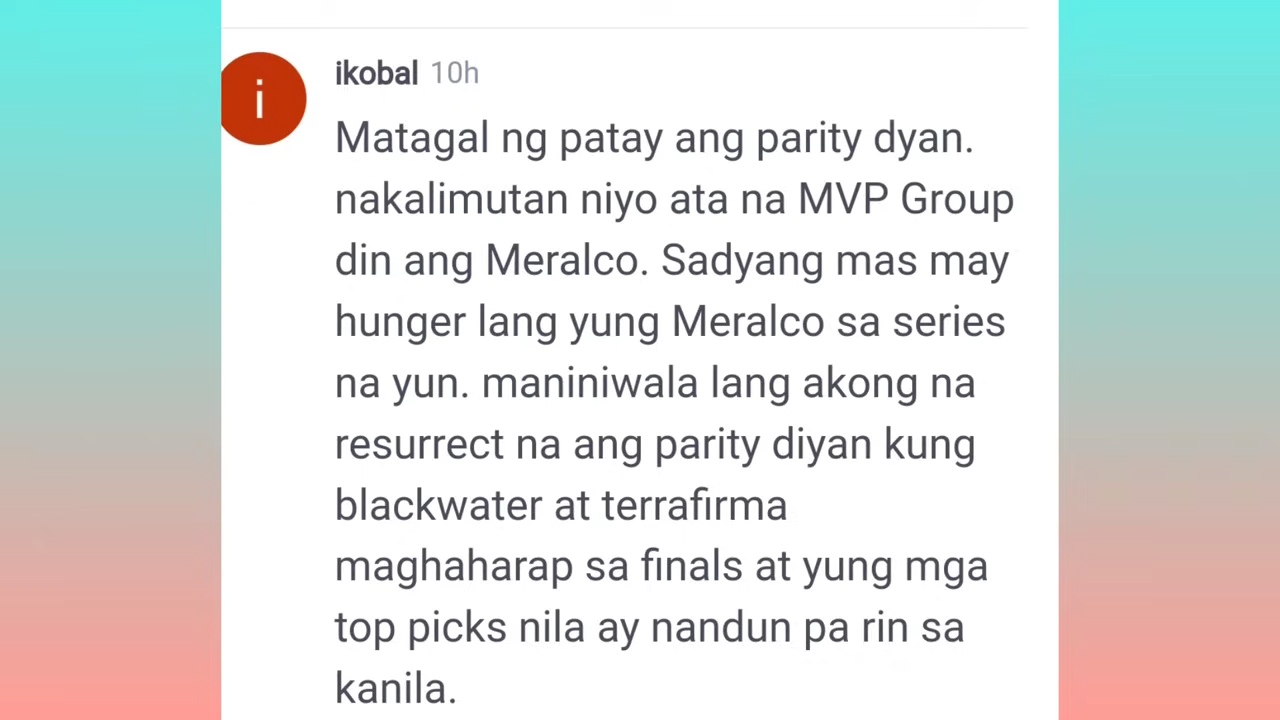 i
ikobal 10h
Matagal ng patay ang parity dyan.
nakalimutan niyo ata na MVP Group
din ang Meralco. Sadyang mas may
hunger lang yung Meralco sa series
na yun. maniniwala lang akong na
resurrect na ang parity diyan kung
blackwater at terrafirma
maghaharap sa finals at yung mga
top picks nila ay nandun pa rin sa
kanila.